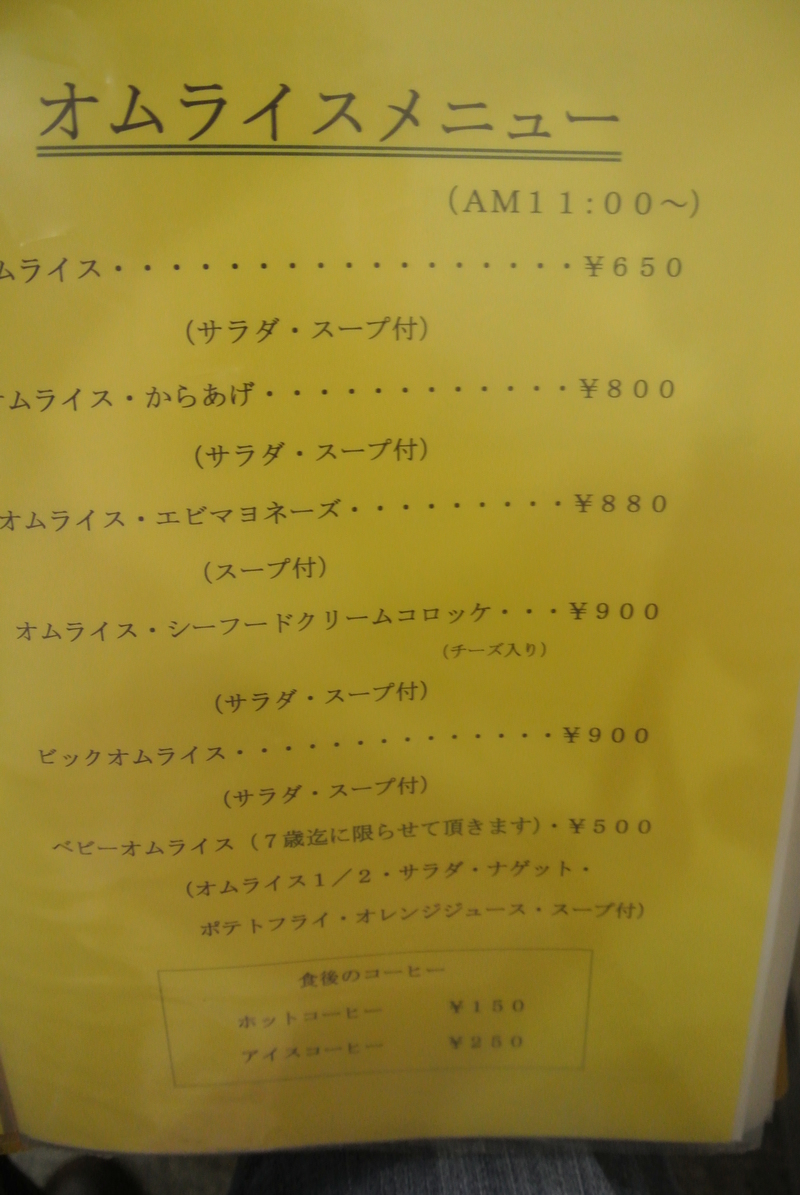 オムライスメニュー
（AM１１:００～）
ムライス・・・・・・・・・・・・・・・・￥６５０
（サラダ・スープ付）
ムライス・からあげ・・・・・・・・・・・￥８００
（サラダ・スープ付）
オムライス・エビマヨネーズ・・・・・・・・￥８８０
（スープ付）
オムライス・シーフードクリームコロッケ・・・￥９００
（チーズ入り）
（サラダ・スープ付）
ビックオムライス・・・・・・・・・・・・￥９００
（サラダ・スープ付）
ベビーオムライス（７歳迄に限らせて頂きます）・￥５００
（オムライス１／２・サラダ・ナゲット・
ポテトフライ・オレンジジュース・スープ付）
食後のコーヒー
ホットコーヒー　￥１５０
アイスコーヒー　￥２５０